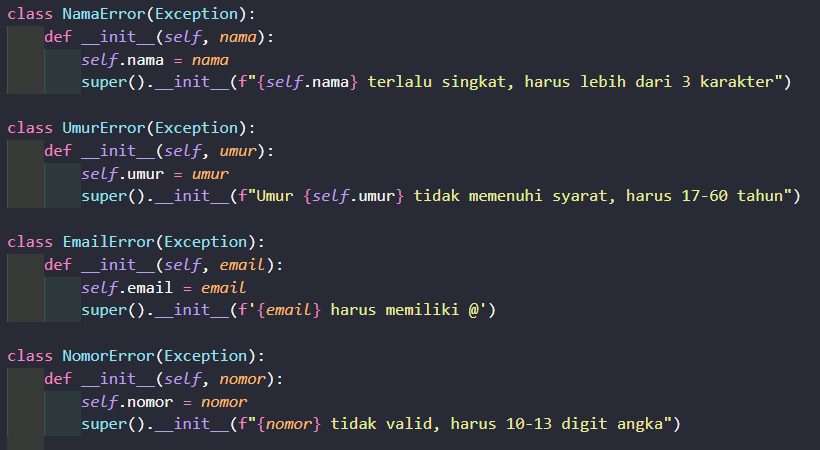 class NamaError(Exception):
    def __init__(self, nama):
        self.nama = nama
        super().__init__(f"{self.nama} terlalu singkat, harus lebih dari 3 karakter")

class UmurError(Exception):
    def __init__(self, umur):
        self.umur = umur
        super().__init__(f"Umur {self.umur} tidak memenuhi syarat, harus 17-60 tahun")

class EmailError(Exception):
    def __init__(self, email):
        self.email = email
        super().__init__(f'{email} harus memiliki @')

class NomorError(Exception):
    def __init__(self, nomor):
        self.nomor = nomor
        super().__init__(f"{nomor} tidak valid, harus 10-13 digit angka")